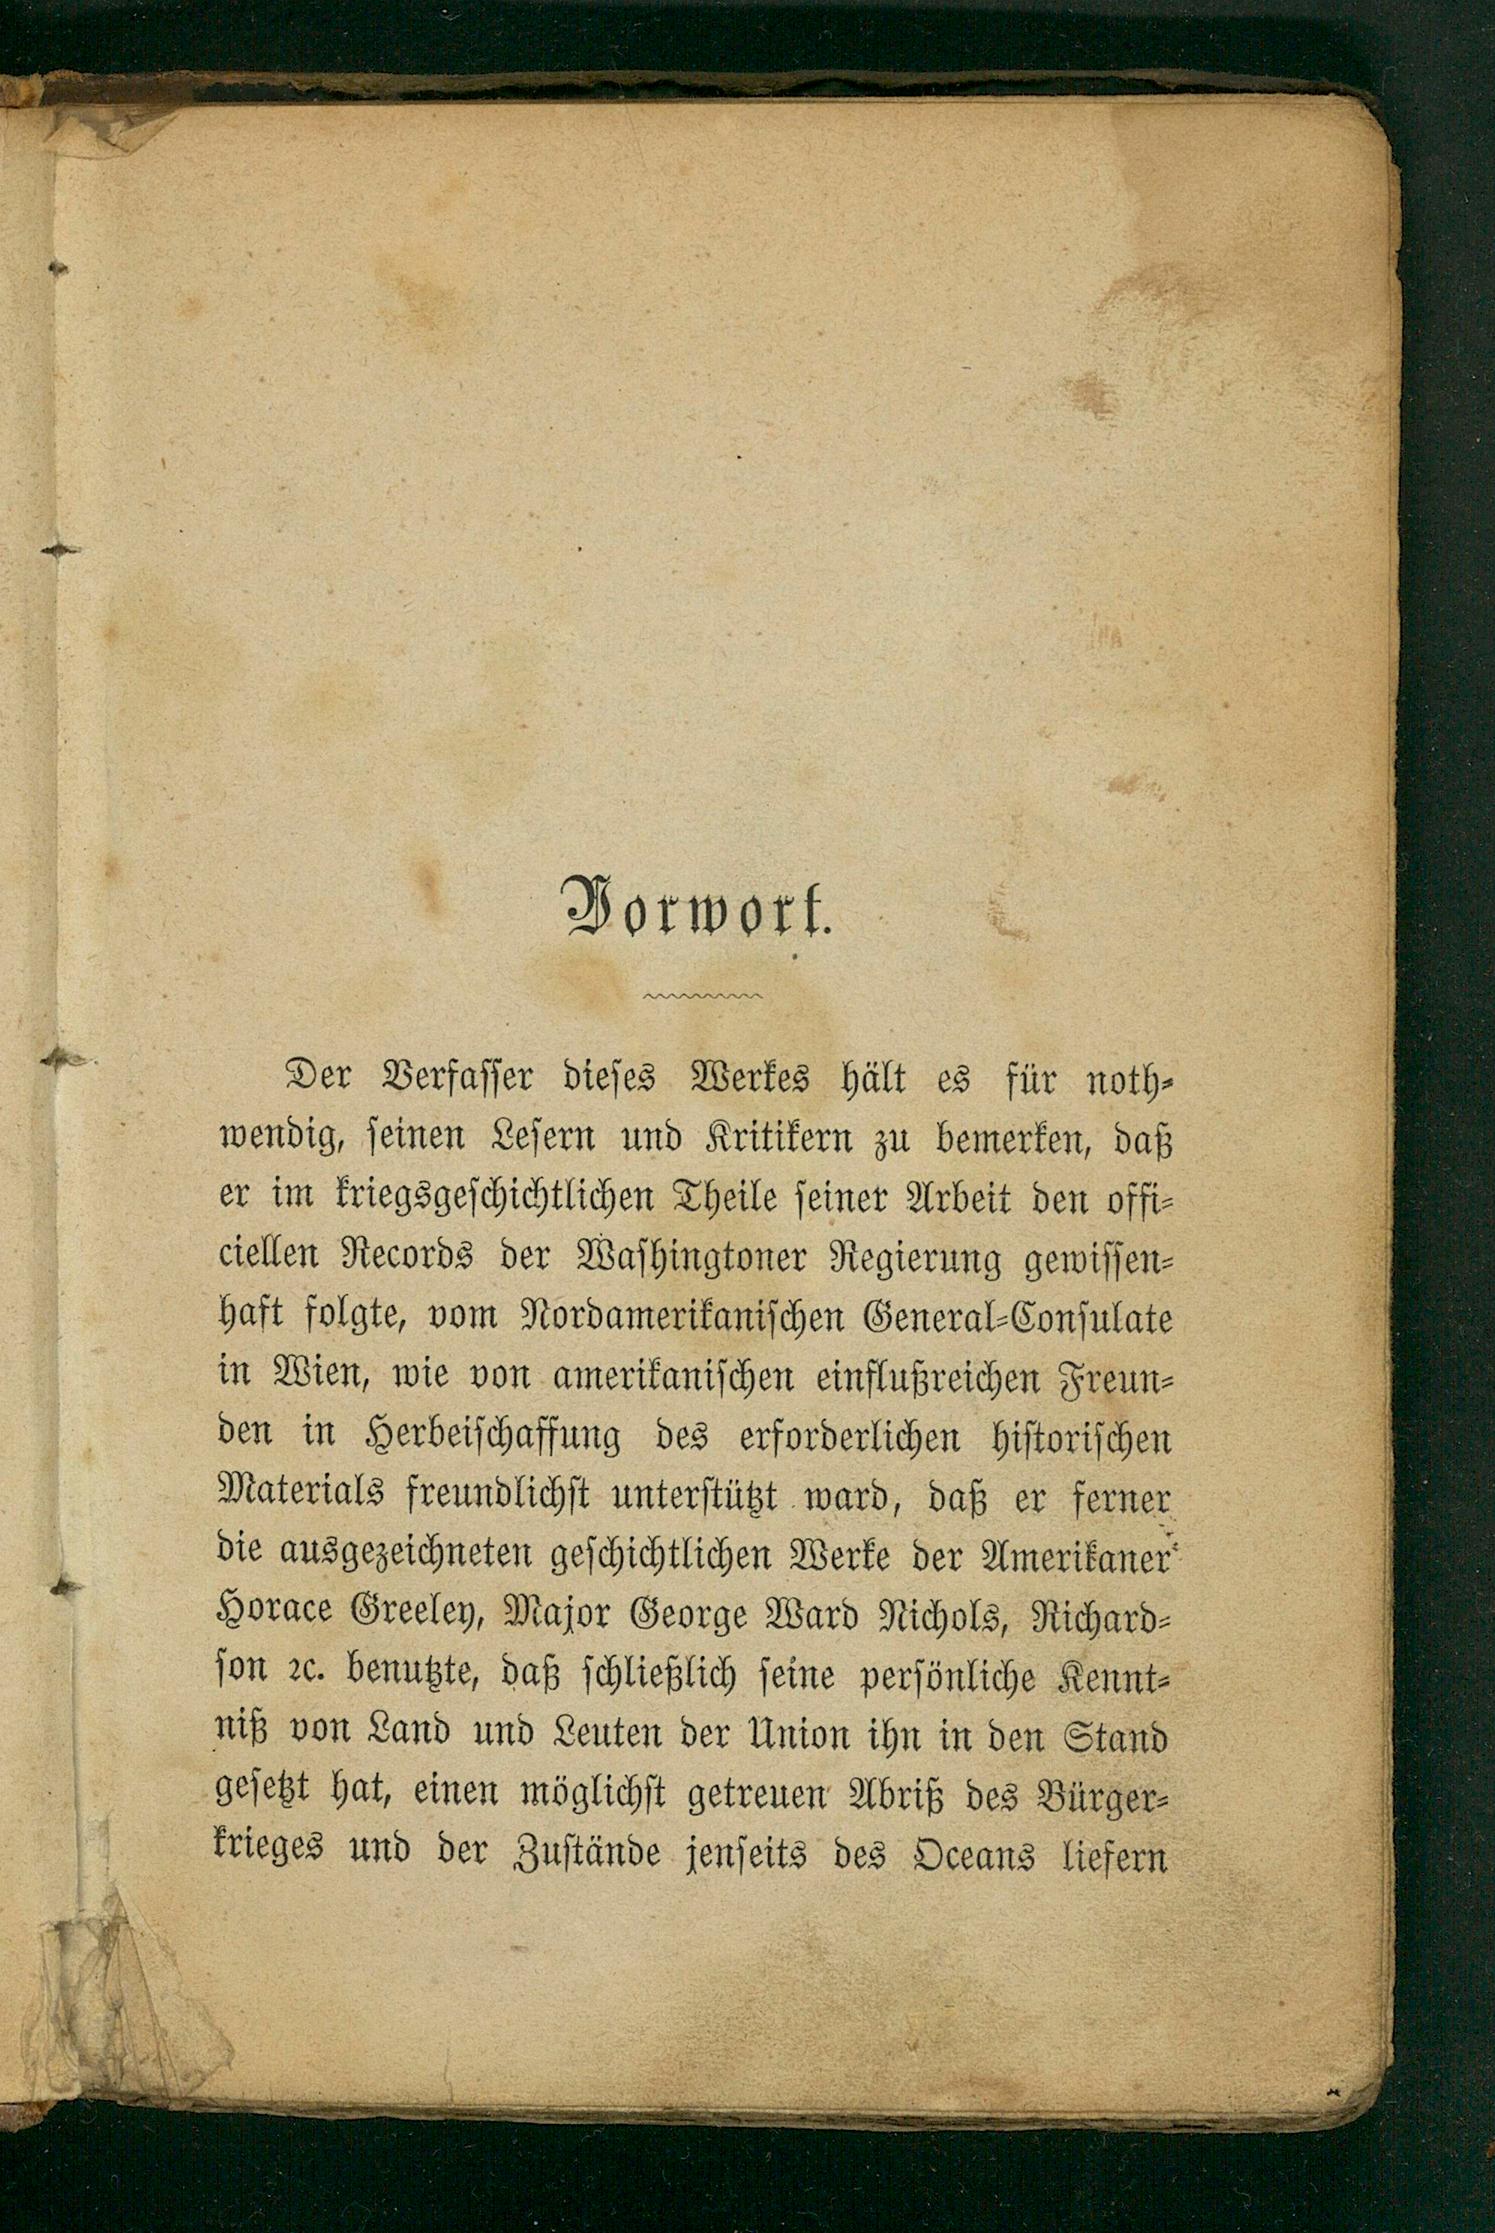 Vorwort.
Der Verfasser dieses Werkes hält es für noth-
wendig, seinen Lesern und Kritikern zu bemerken, daß
er im kriegsgeschichtlichen Theile seiner Arbeit den offi-
ciellen Records der Washingtoner Regierung gewissen-
haft folgte, vom Nordamerikanischen General-Consulate
in Wien, wie von amerikanischen einflußreichen Freun-
den in Herbeischaffung des erforderlichen historischen
Materials freundlichst unterstützt ward, daß er ferner
die ausgezeichneten geschichtlichen Werke der Amerikaner
Horace Greeley, Major George Ward Nichols, Richard-
son ꝛc. benutzte, daß schließlich seine persönliche Kennt-
niß von Land und Leuten der Union ihn in den Stand
gesetzt hat, einen möglichst getreuen Abriß des Bürger-
krieges und der Zustände jenseits des Oceans liefern